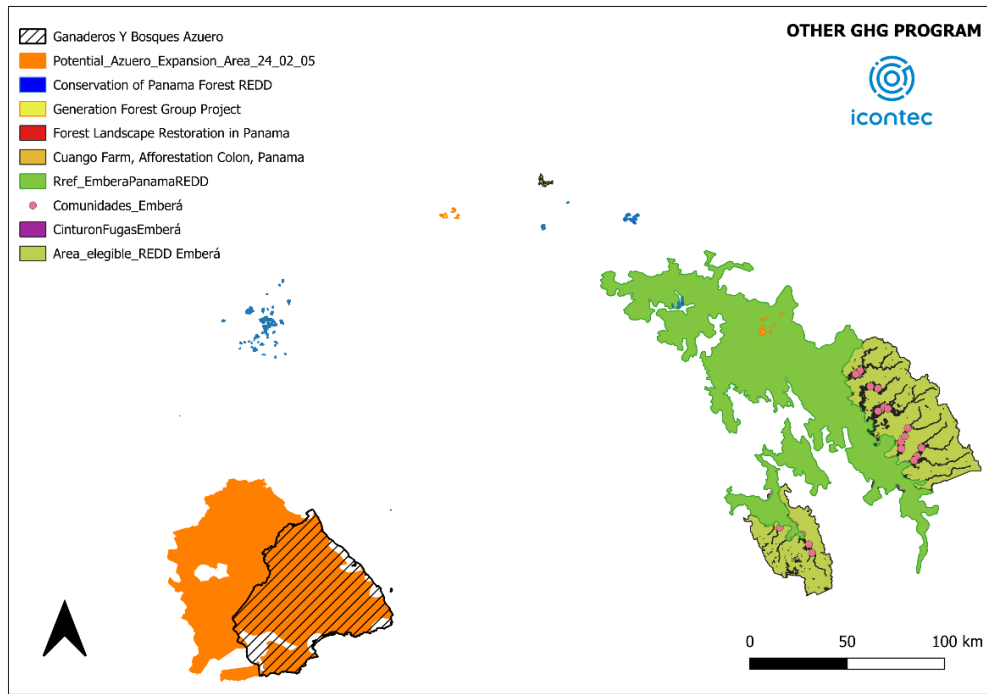 OTHER GHG PROGRAM
icontec
Ganaderos Y Bosques Azuero
Potential_Azuero_Expansion_Area_24_02_05
Conservation of Panama Forest REDD
Generation Forest Group Project
Forest Landscape Restoration in Panama
Cuango Farm, Afforestation Colon, Panama
Rref_EmberaPanamaREDD
Comunidades_Emberá
CinturonFugasEmberá
Area_elegible_REDD Emberá
0 50 100 km